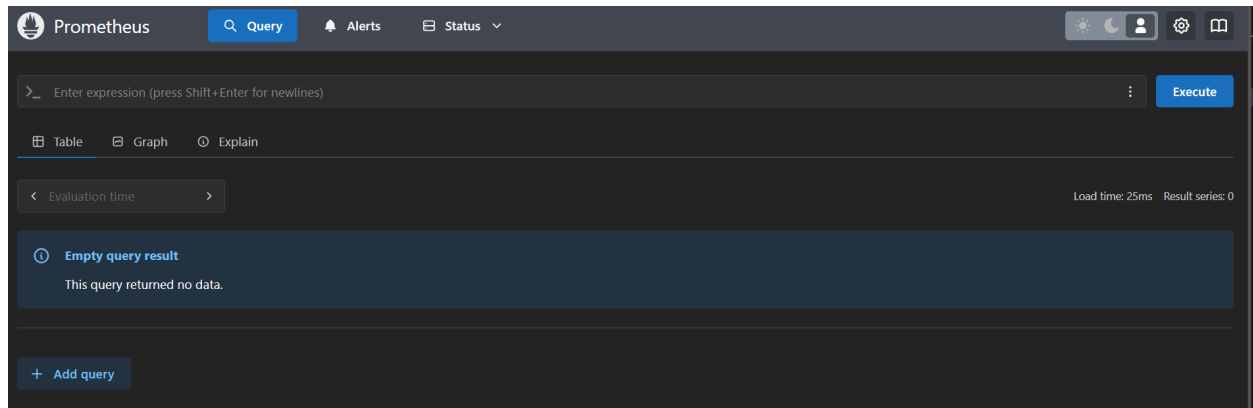 Prometheus Query Alerts Status
>_ Enter expression (press Shift+Enter for newlines) Execute
Table Graph Explain
Evaluation time Load time: 25ms Result series: 0
Empty query result
This query returned no data.
+ Add query